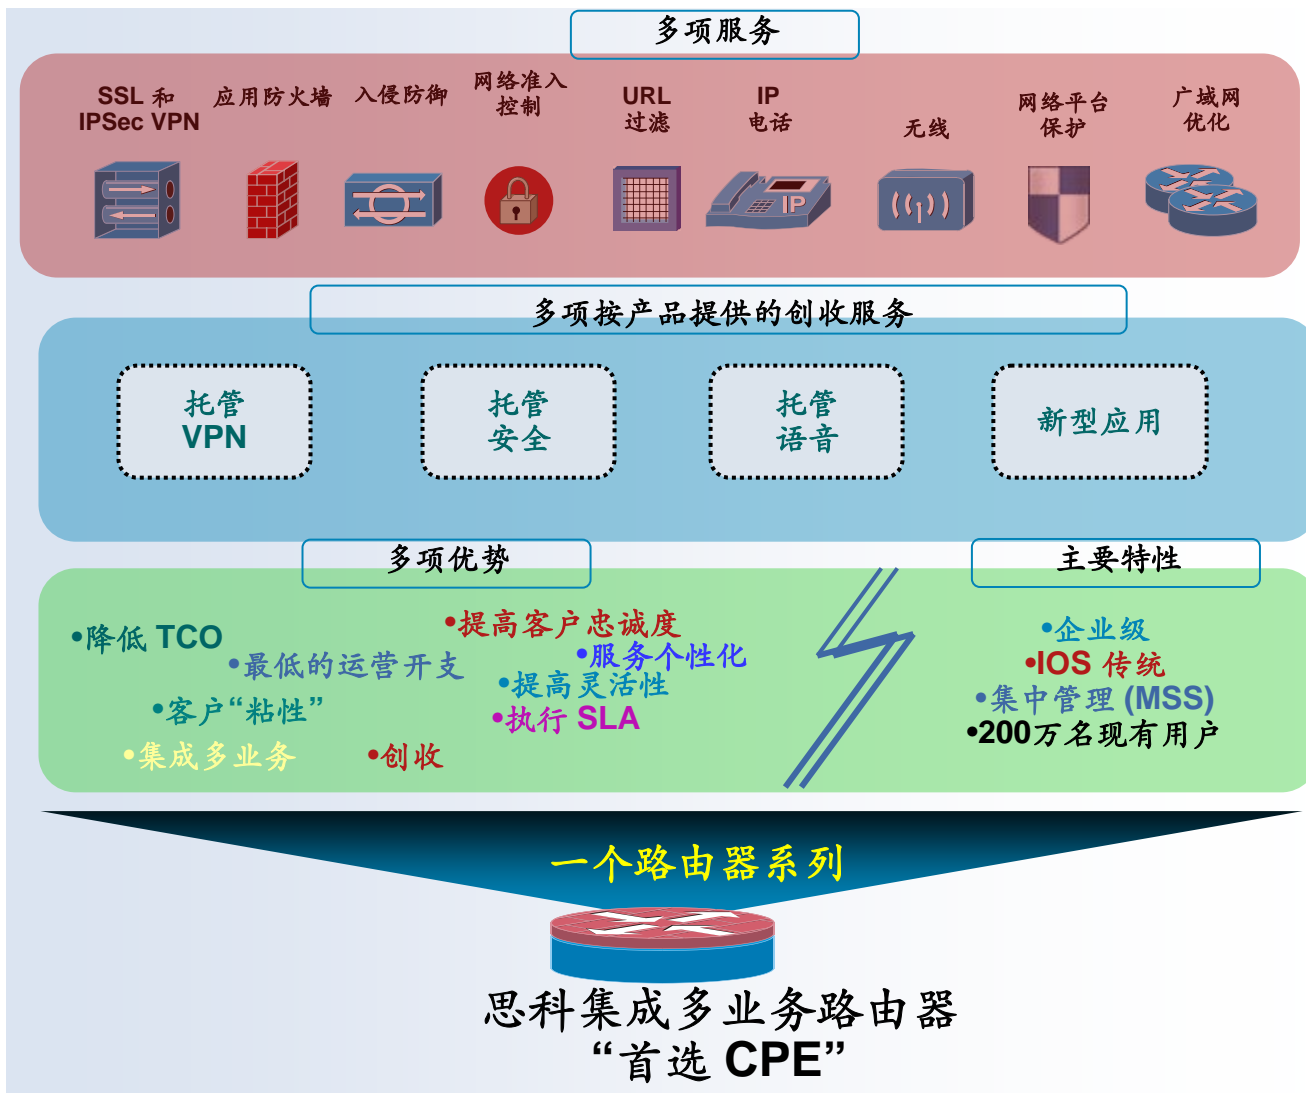 多项服务
SSL 和
IPSec VPN
应用防火墙
入侵防御
网络准入
控制
URL
过滤
IP
电话
无线
网络平台
保护
广域网
优化
IP
多项按产品提供的创收服务
托管
VPN
托管
安全
托管
语音
新型应用
多项优势
•降低 TCO
•提高客户忠诚度
•最低的运营开支
•服务个性化
•提高灵活性
•客户“粘性”
•执行 SLA
•集成多业务
•创收
主要特性
•企业级
•IOS 传统
•集中管理 (MSS)
•200万名现有用户
一个路由器系列
思科集成多业务路由器
“首选 CPE”